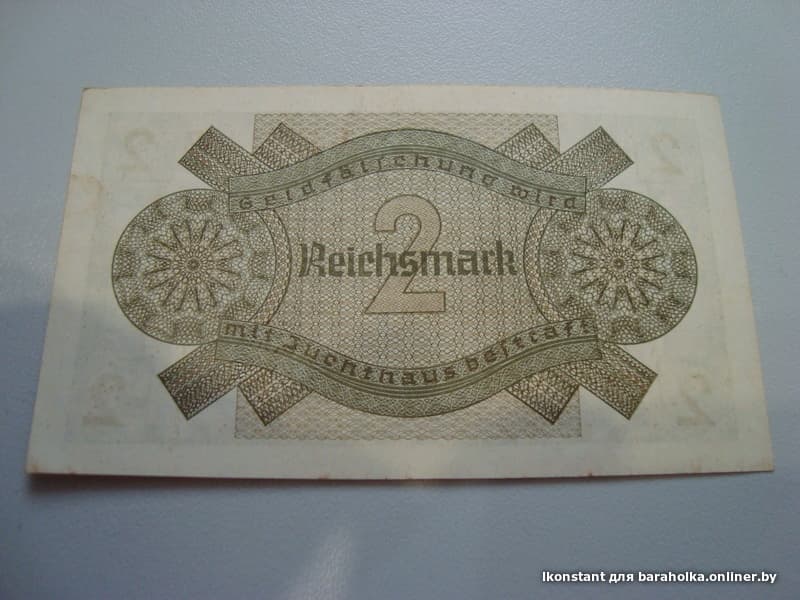 Geldfälschung wird
2
Reichsmark
mit Zuchthaus bestraft
Ikonstant для baraholka.onliner.by